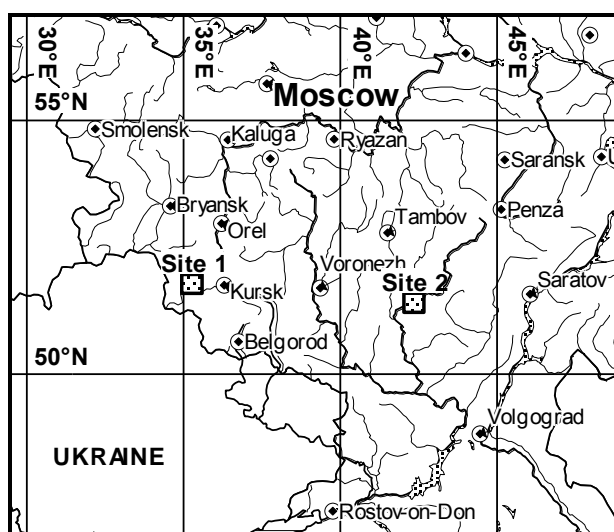 30°E
35°E
40°E
45°E
Moscow
55°N
Smolensk
Kaluga
Ryazan
Saransk
U
Bryansk
Orel
Tambov
Penza
Site 1
Kursk
Voronezh
Site 2
Saratov
Belgorod
50°N
Volgograd
UKRAINE
Rostov-on-Don